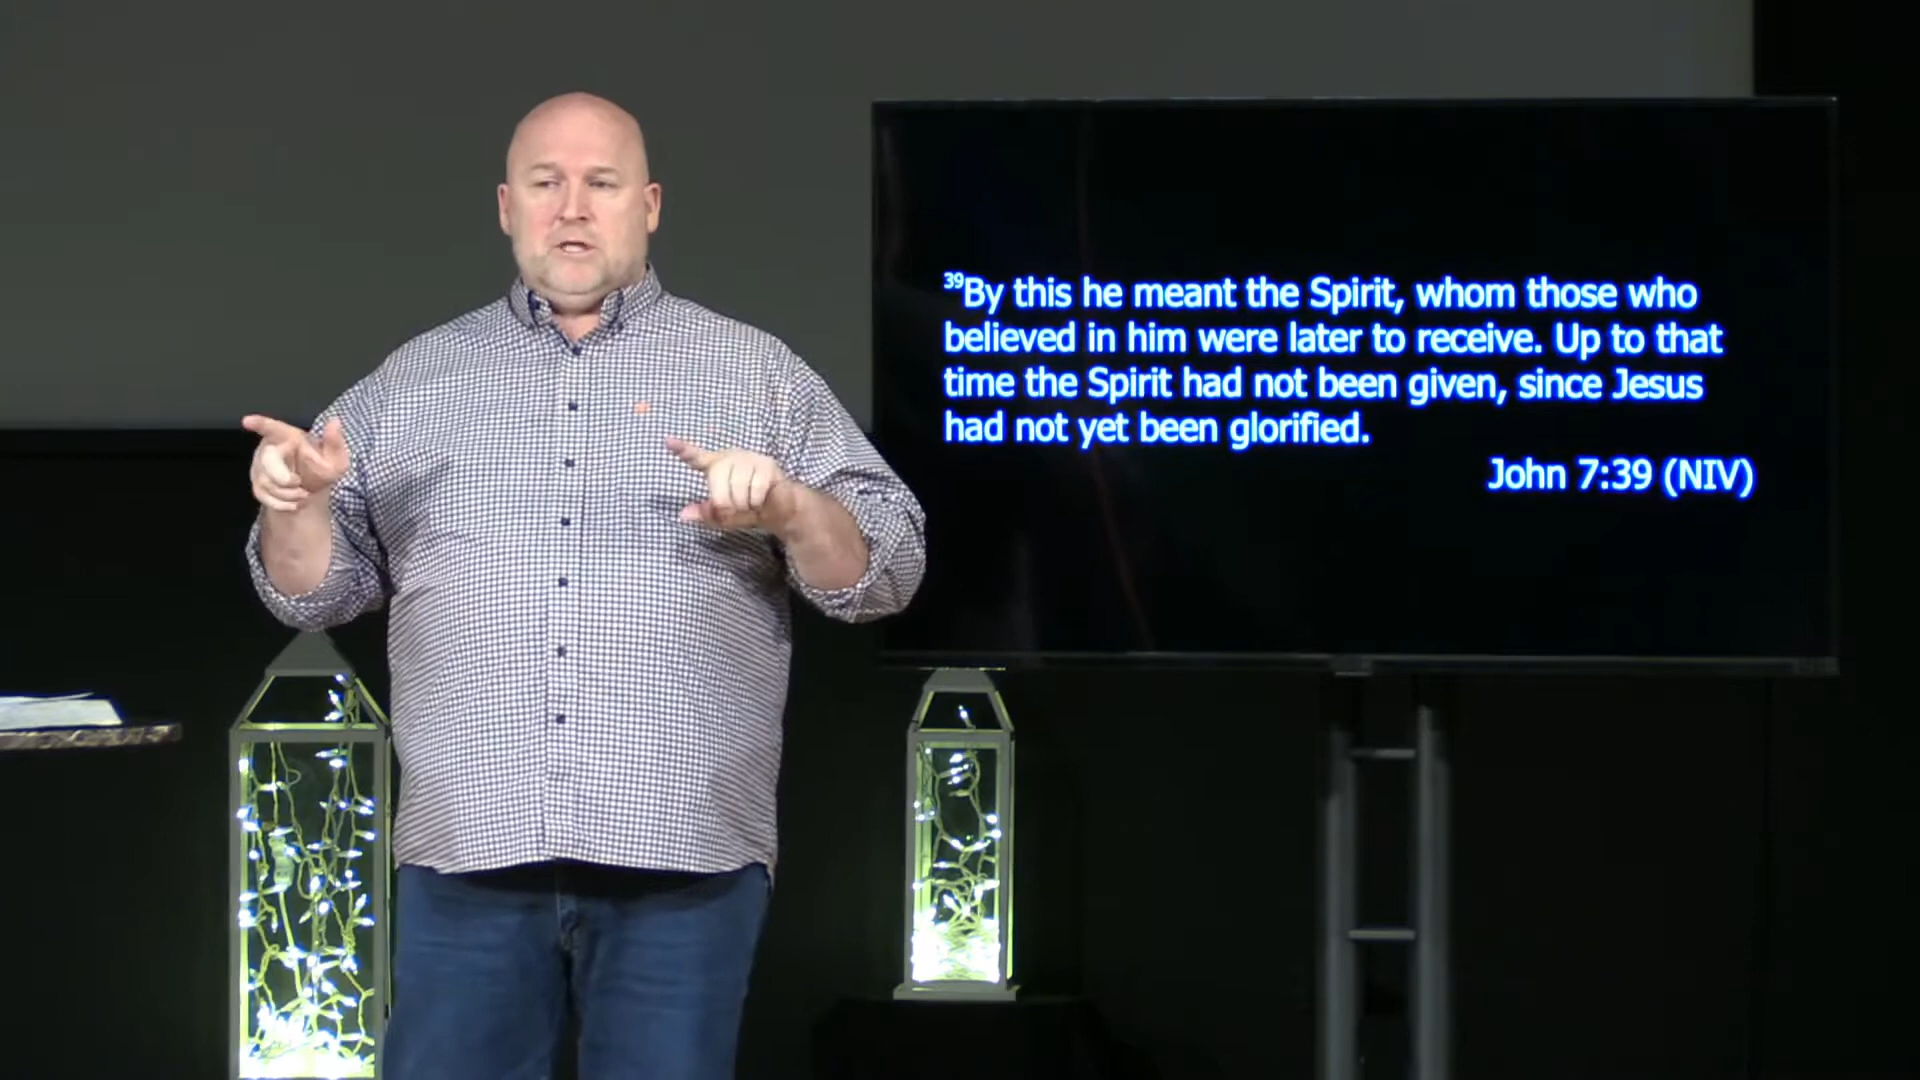 39By this he meant the Spirit, whom those who
believed in him were later to receive. Up to that
time the Spirit had not been given, since Jesus
had not yet been glorified.
John 7:39 (NIV)